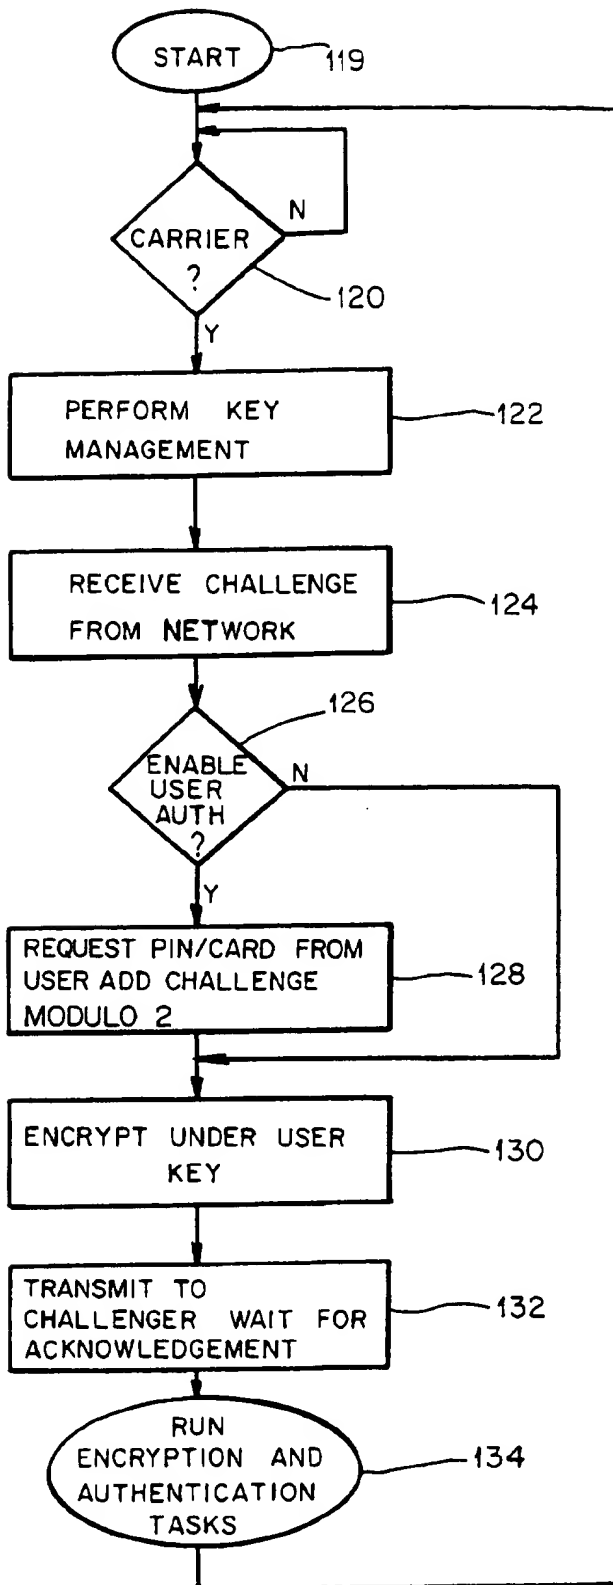 START
119
CARRIER
?
N
120
Y
PERFORM KEY
MANAGEMENT
122
RECEIVE CHALLENGE
FROM NETWORK
124
126
ENABLE
USER
AUTH
?
N
Y
REQUEST PIN/CARD FROM
USER ADD CHALLENGE
MODULO 2
128
ENCRYPT UNDER USER
KEY
130
TRANSMIT TO
CHALLENGER WAIT FOR
ACKNOWLEDGEMENT
132
RUN
ENCRYPTION AND
AUTHENTICATION
TASKS
134